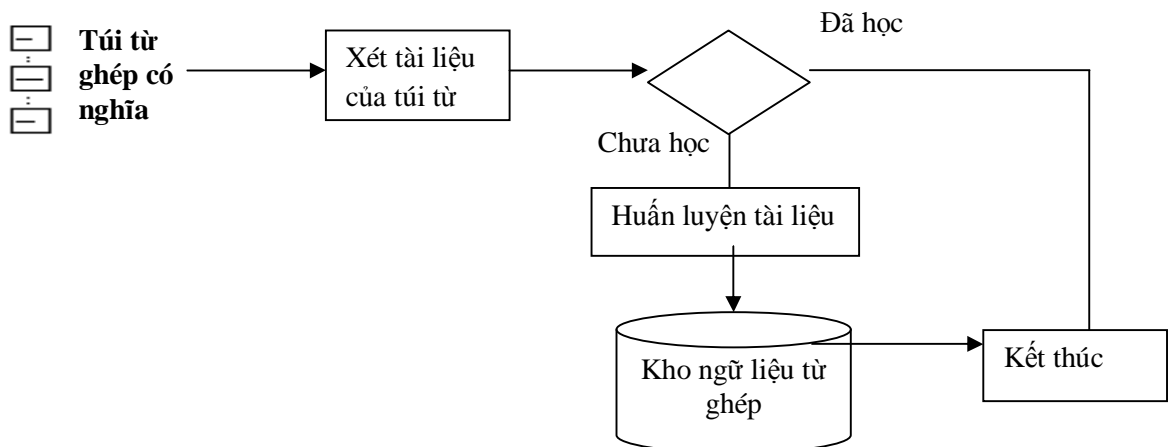 Túi từ
ghép có
nghĩa
Xét tài liệu
của túi từ
Đã học
Chưa học
Huấn luyện tài liệu
Kho ngữ liệu từ
ghép
Kết thúc